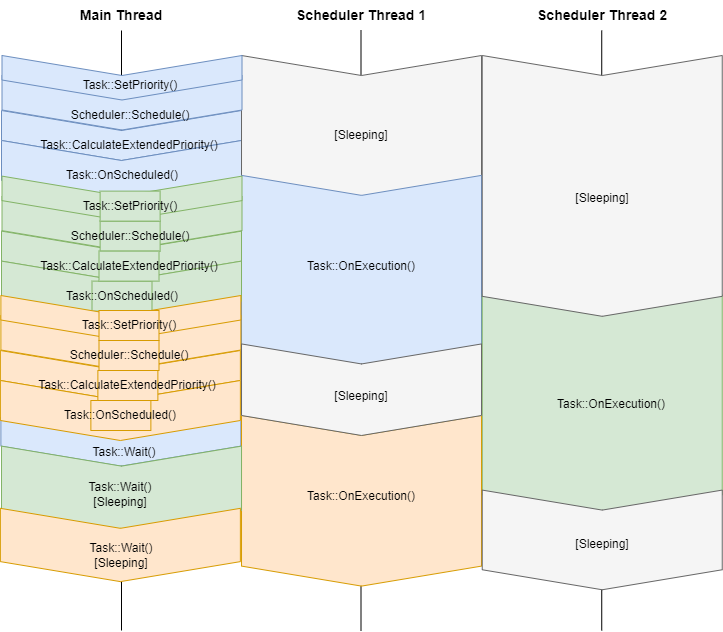 Main Thread
Scheduler Thread 1
Scheduler Thread 2
Task::SetPriority()
Scheduler::Schedule()
Task::CalculateExtendedPriority()
Task::OnScheduled()
Task::SetPriority()
Scheduler::Schedule()
Task::CalculateExtendedPriority()
Task::OnScheduled()
Task::SetPriority()
Scheduler::Schedule()
Task::CalculateExtendedPriority()
Task::OnScheduled()
Task::Wait()
Task::Wait()
[Sleeping]
Task::Wait()
[Sleeping]
[Sleeping]
Task::OnExecution()
[Sleeping]
Task::OnExecution()
[Sleeping]
Task::OnExecution()
[Sleeping]